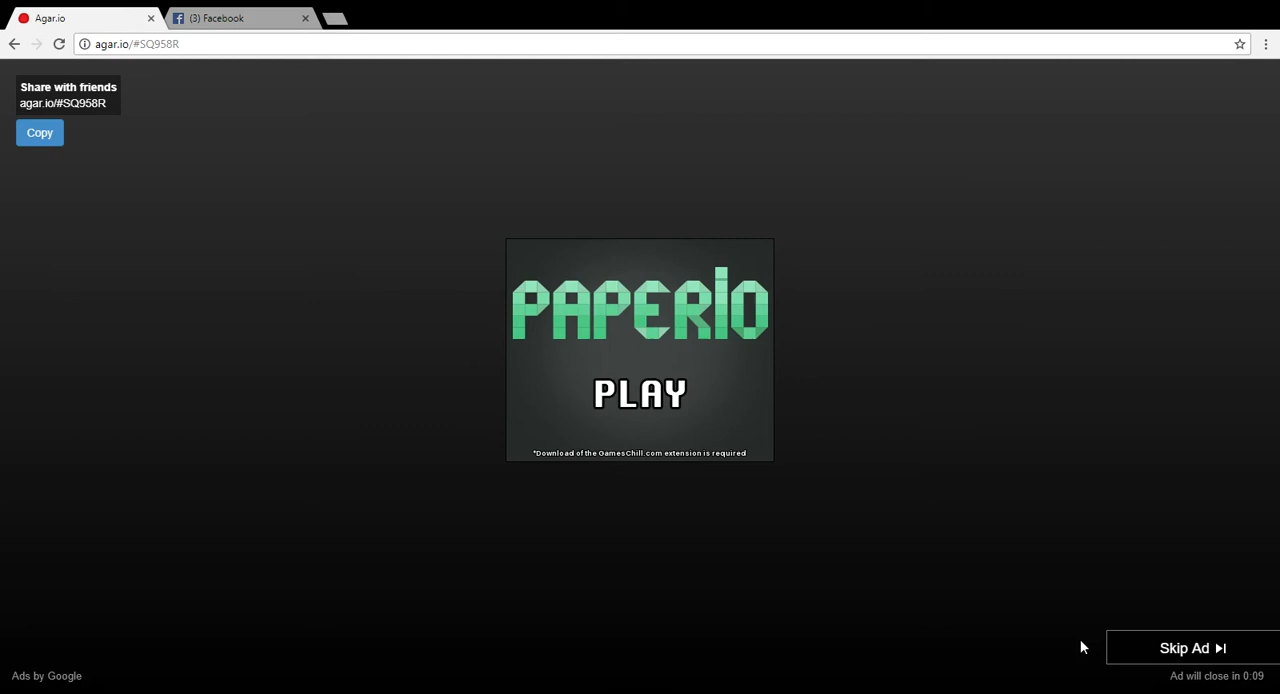 Agar.io
(3) Facebook
agar.io/#SQ958R
Share with friends
agar.io/#SQ958R
Copy
PAPERIO
PLAY
*Download of the GamesChill.com extension is required
Skip Ad
Ads by Google
Ad will close in 0:09